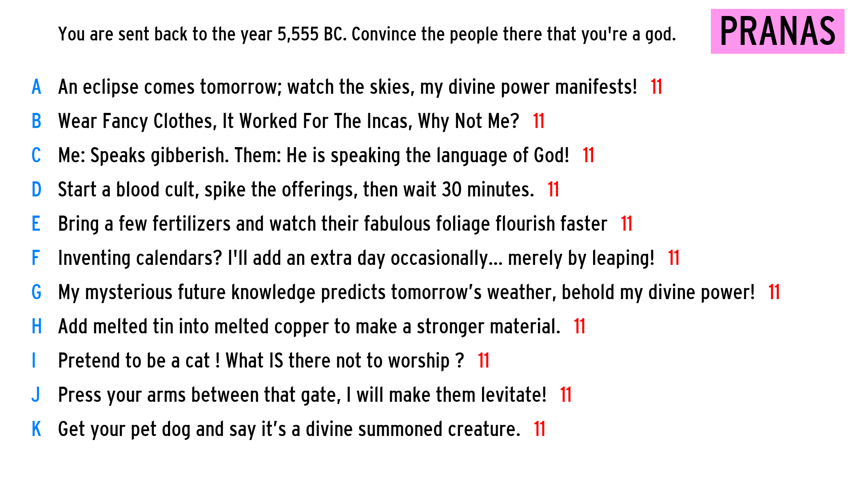 You are sent back to the year 5,555 BC. Convince the people there that you're a god.
PRANAS
A An eclipse comes tomorrow; watch the skies, my divine power manifests! 11
B Wear Fancy Clothes, It Worked For The Incas, Why Not Me? 11
C Me: Speaks gibberish. Them: He is speaking the language of God! 11
D Start a blood cult, spike the offerings, then wait 30 minutes. 11
E Bring a few fertilizers and watch their fabulous foliage flourish faster 11
F Inventing calendars? I'll add an extra day occasionally... merely by leaping! 11
G My mysterious future knowledge predicts tomorrow’s weather, behold my divine power! 11
H Add melted tin into melted copper to make a stronger material. 11
I Pretend to be a cat ! What IS there not to worship ? 11
J Press your arms between that gate, I will make them levitate! 11
K Get your pet dog and say it’s a divine summoned creature. 11